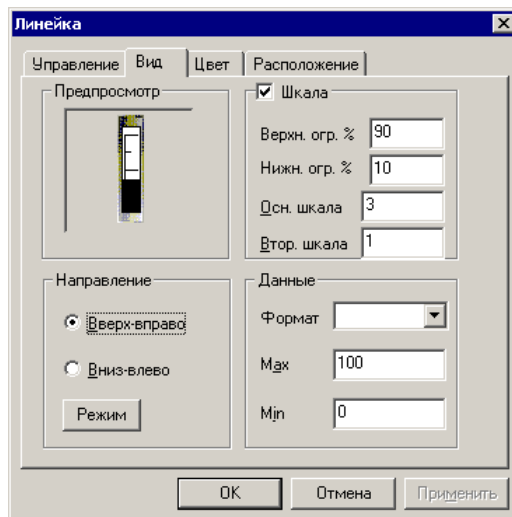 Линейка
Управление Вид Цвет Расположение
Предпросмотр
Шкала
Верхн. огр. % 90
Нижн. огр. % 10
Осн. шкала 3
Втор. шкала 1
Направление
Вверх-вправо
Вниз-влево
Режим
Данные
Формат
Max 100
Min 0
OK Отмена Применить